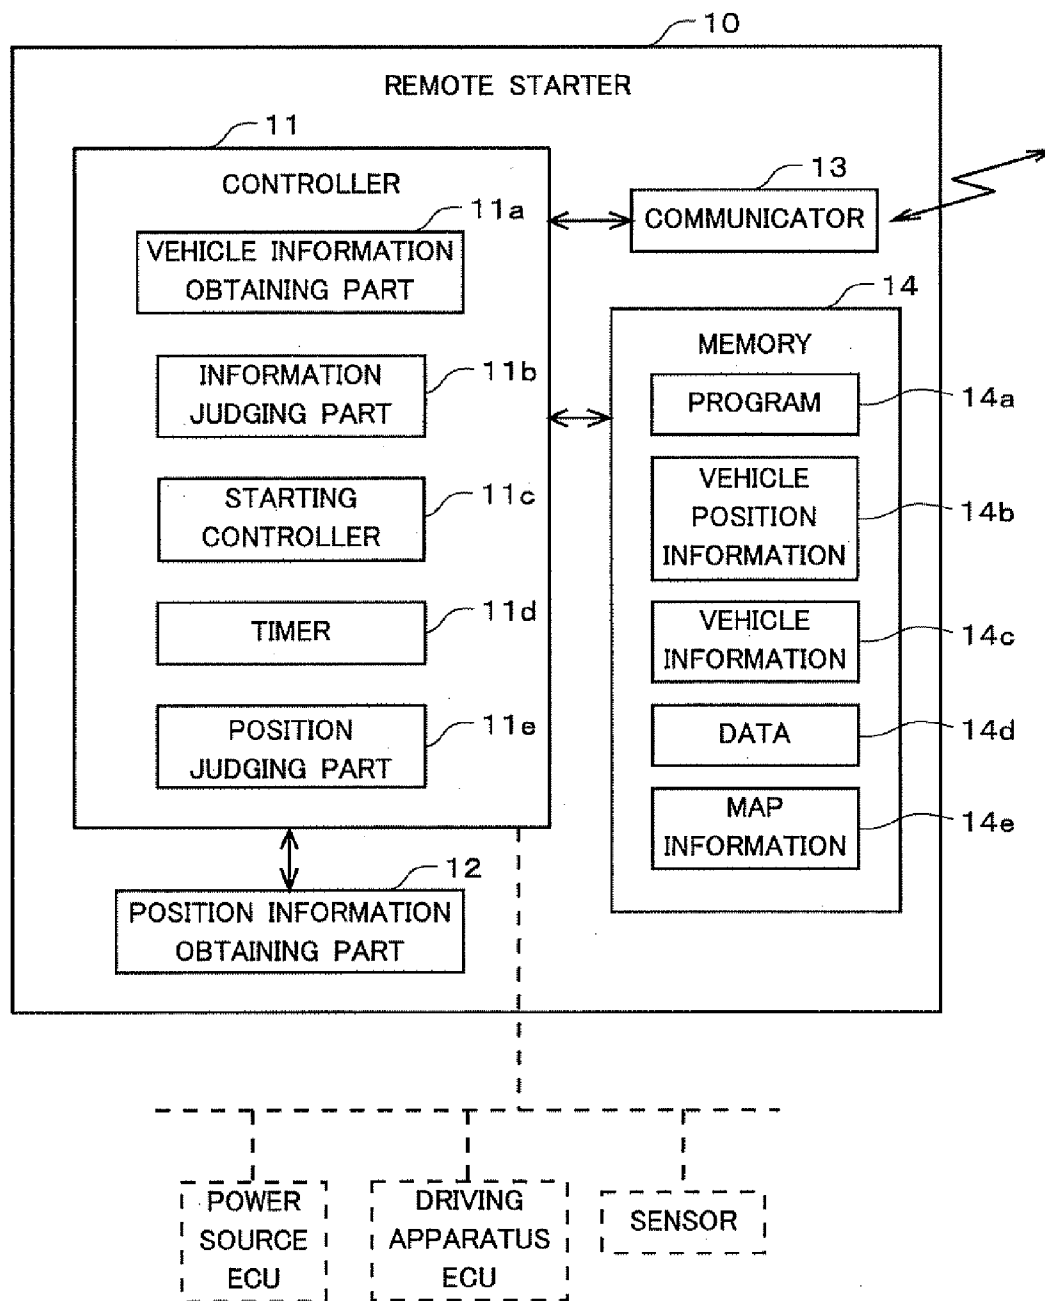 10
REMOTE STARTER
11
CONTROLLER
11a
VEHICLE INFORMATION
OBTAINING PART
11b
INFORMATION
JUDGING PART
11c
STARTING
CONTROLLER
11d
TIMER
11e
POSITION
JUDGING PART
12
POSITION INFORMATION
OBTAINING PART
13
COMMUNICATOR
14
MEMORY
PROGRAM
14a
VEHICLE
POSITION
INFORMATION
14b
VEHICLE
INFORMATION
14c
DATA
14d
MAP
INFORMATION
14e
POWER
SOURCE
ECU
DRIVING
APPARATUS
ECU
SENSOR